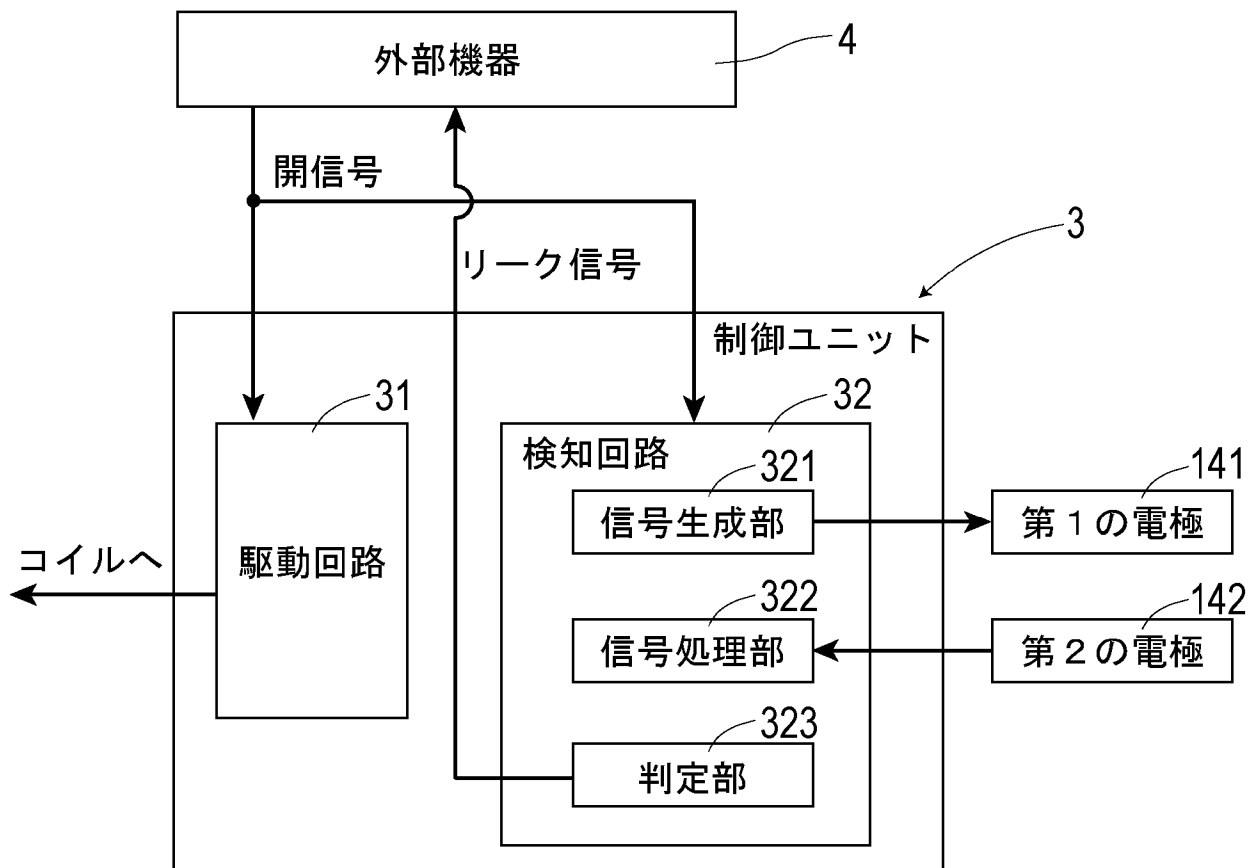 外部機器
4
開信号
リーク信号
3
制御ユニット
31
32
検知回路
321
141
信号生成部
第1の電極
コイルへ
駆動回路
322
142
信号処理部
第2の電極
323
判定部